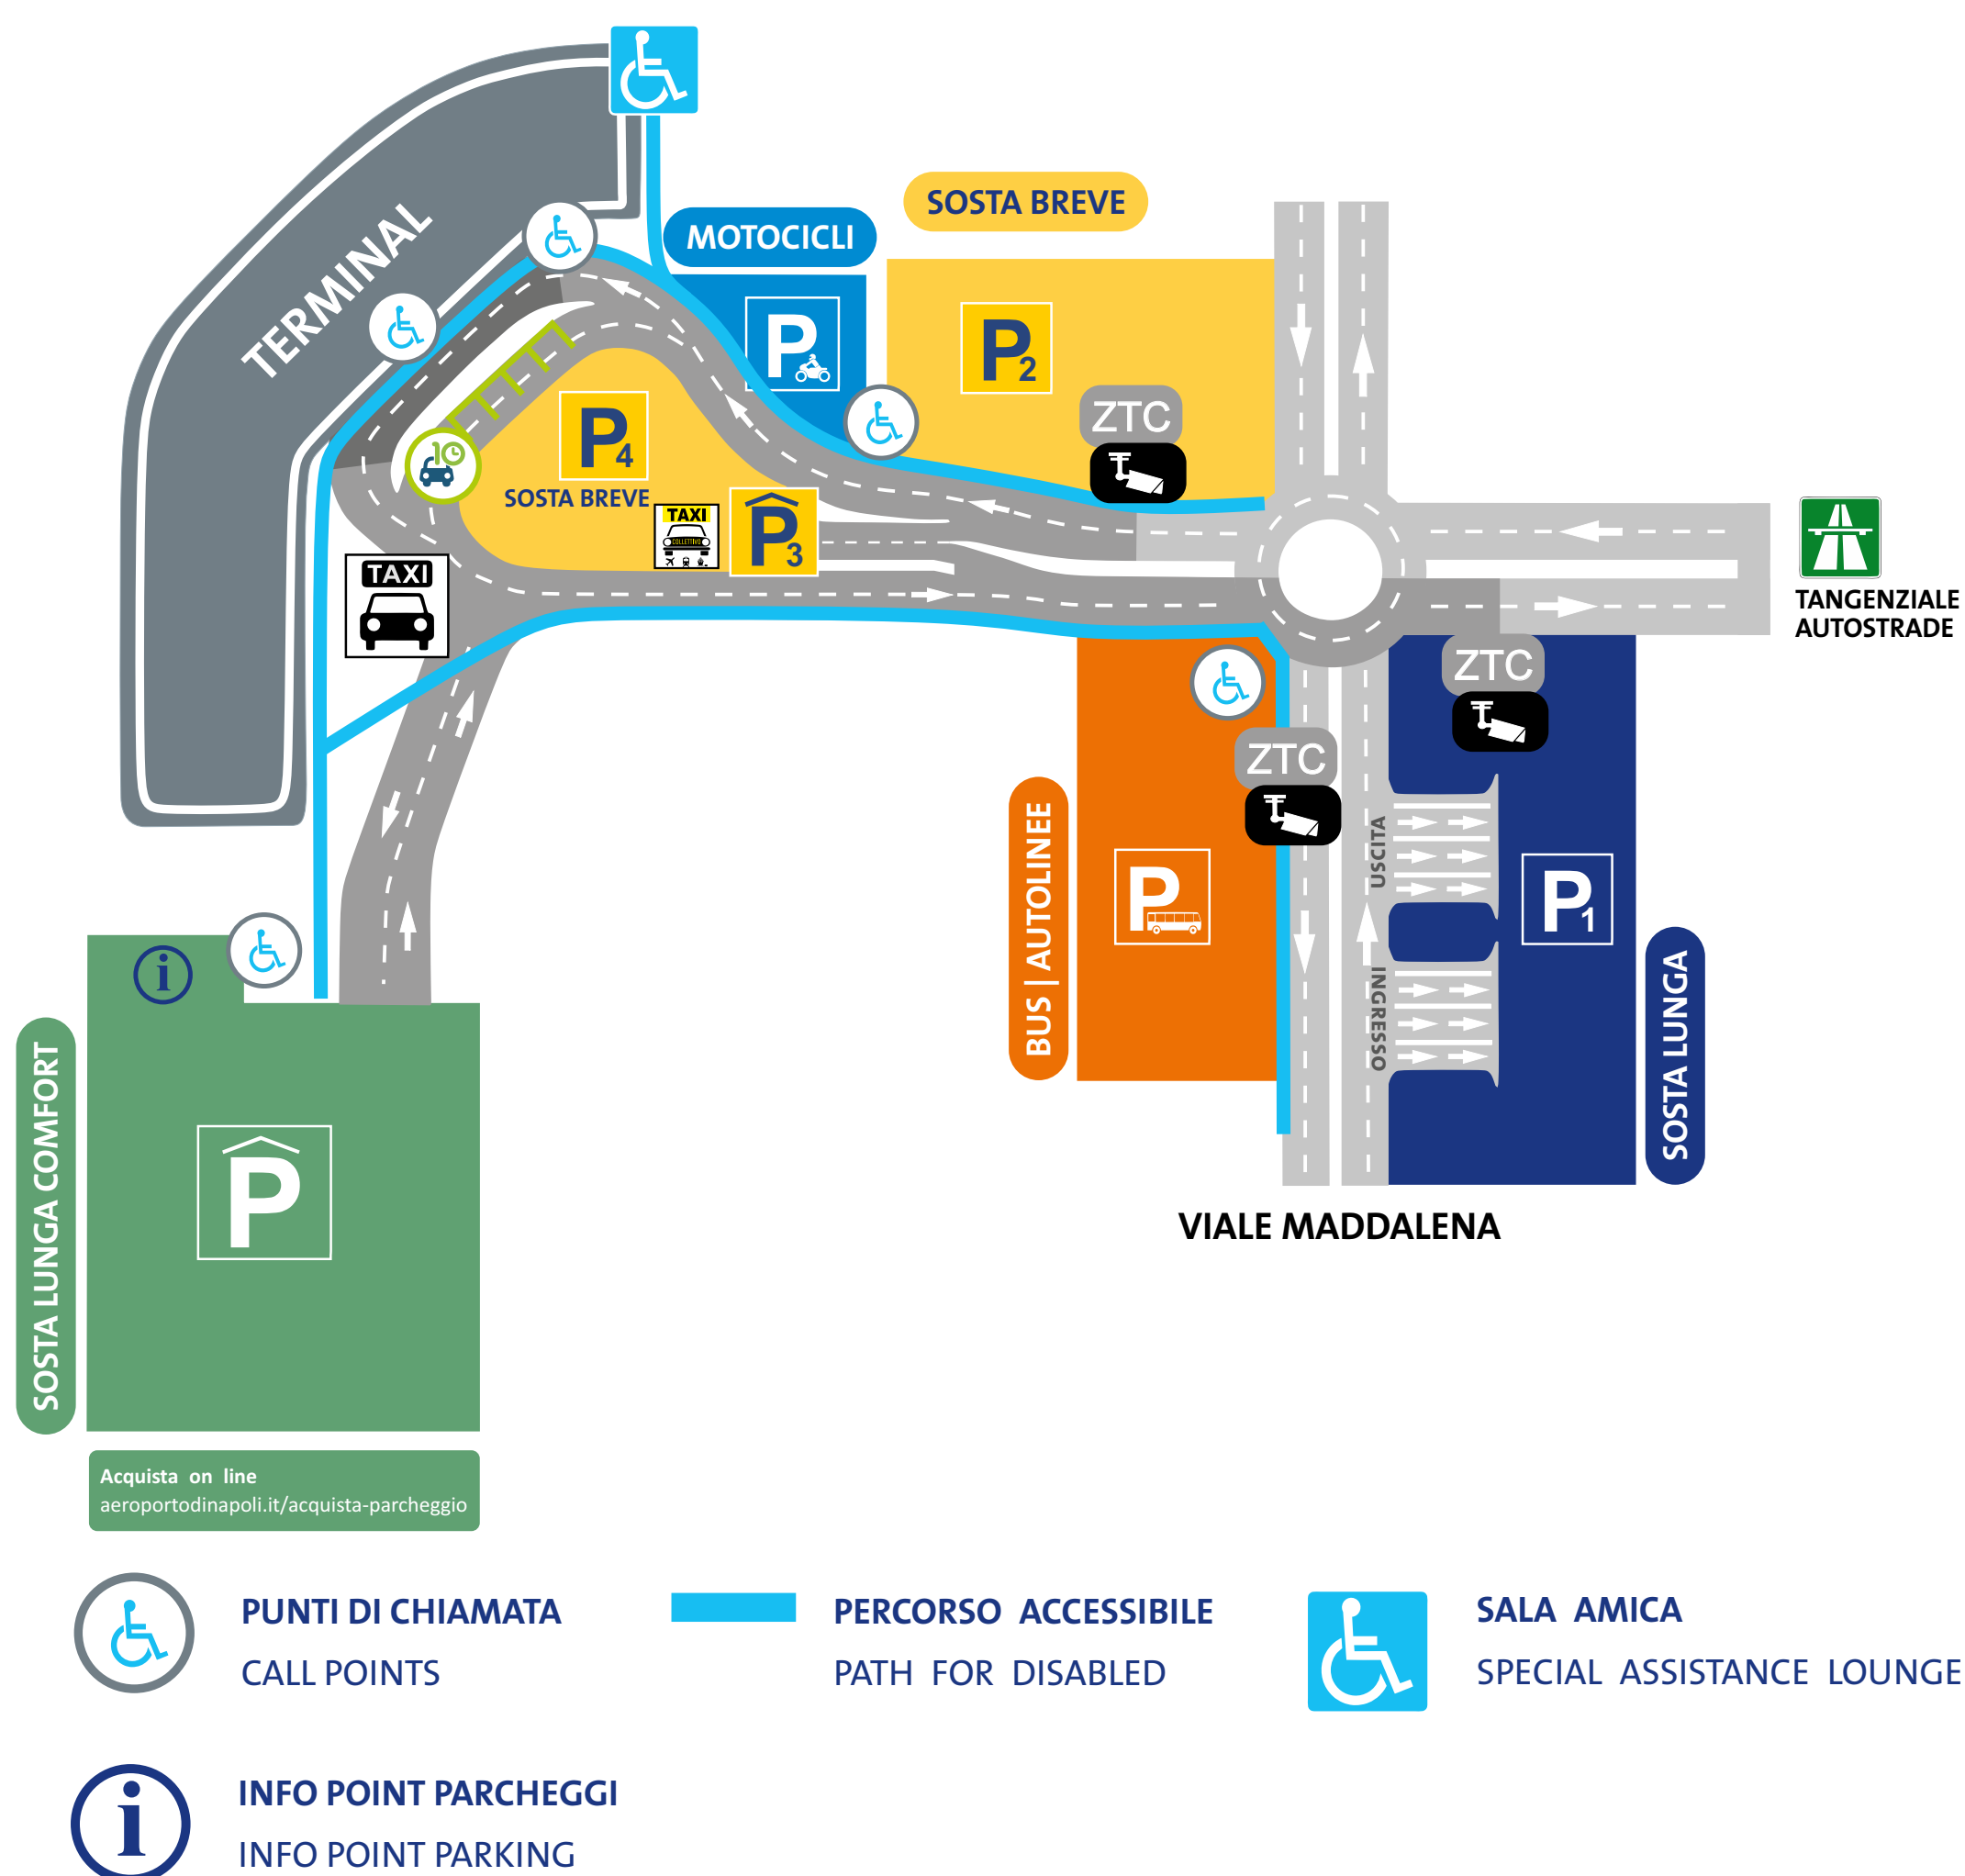 SOSTA BREVE
MOTOCICLI
TERMINAL
P
P2
ZTC
P4
SOSTA BREVE
10
TAXI
COLLETTIVO
P3
TAXI
TANGENZIALE
AUTOSTRADE
ZTC
ZTC
BUS | AUTOLINEE
P
USCITA
INGRESSO
P1
SOSTA LUNGA
VIALE MADDALENA
i
SOSTA LUNGA COMFORT
P
Acquista on line
aeroportodinapoli.it/acquista-parcheggio
PUNTI DI CHIAMATA
CALL POINTS
PERCORSO ACCESSIBILE
PATH FOR DISABLED
SALA AMICA
SPECIAL ASSISTANCE LOUNGE
i
INFO POINT PARCHEGGI
INFO POINT PARKING